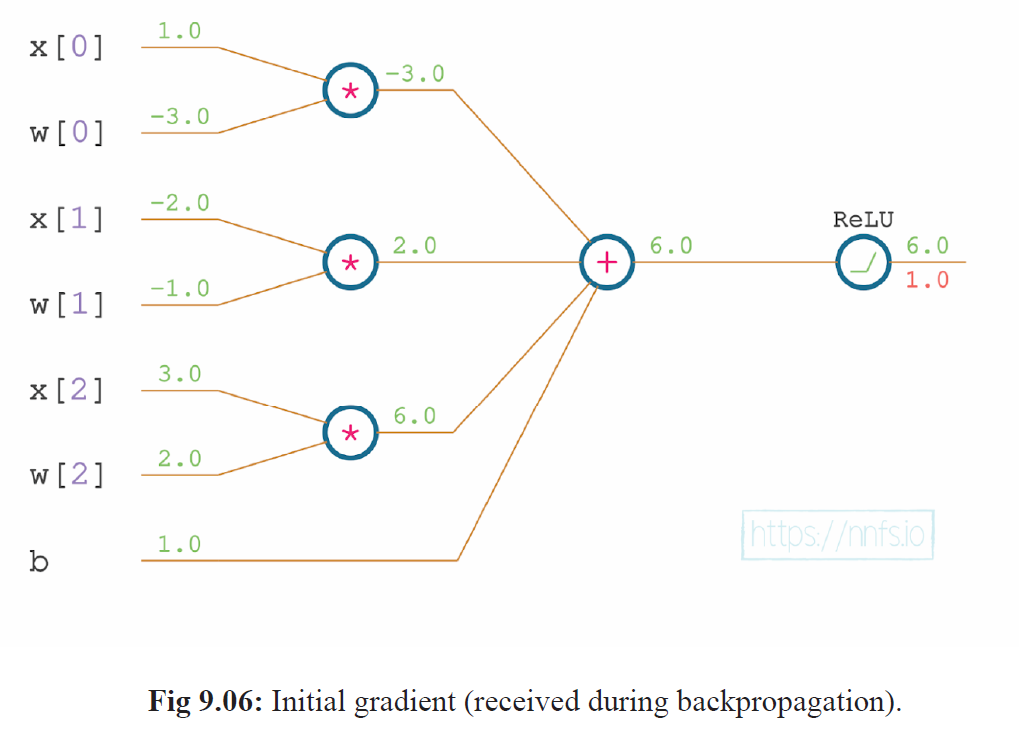 x[0] 1.0
-3.0
w[0] -3.0
*
x[1] -2.0
2.0
w[1] -1.0
*
+
6.0
ReLU
6.0
1.0
x[2] 3.0
6.0
w[2] 2.0
*
b 1.0
https://nnfs.io
Fig 9.06: Initial gradient (received during backpropagation).